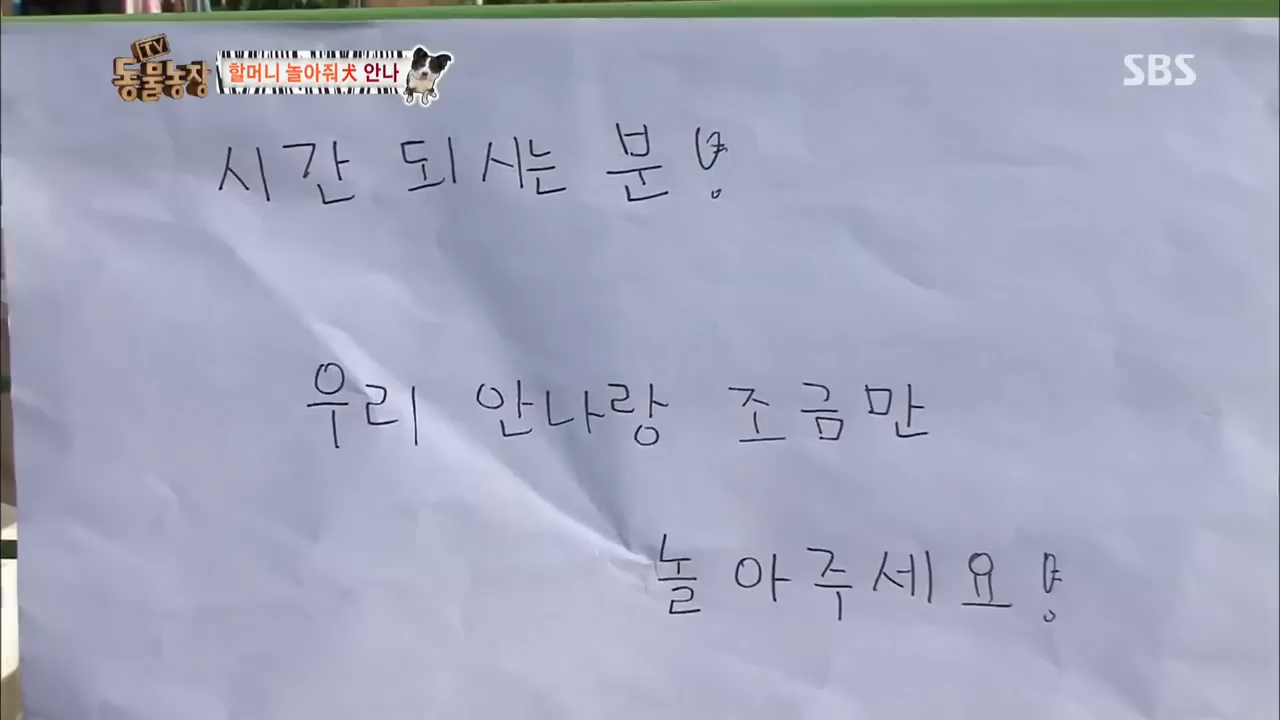 TV 동물농장
할머니 놀아줘 犬 안나
SBS
시간 되시는 분!
우리 안나랑 조금만
놀아주세요!